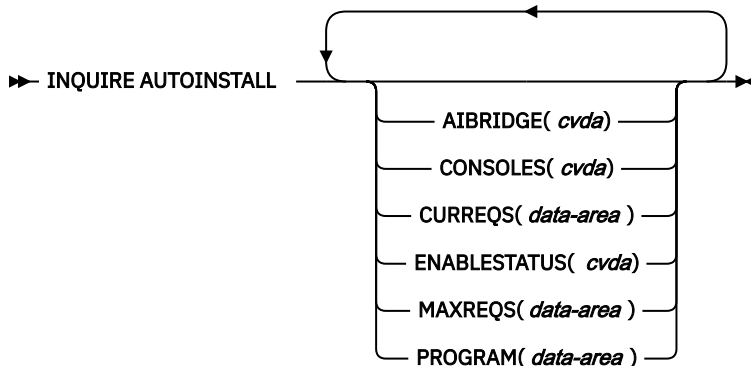 INQUIRE AUTOINSTALL
AIBRIDGE( cvda)
CONSOLES( cvda)
CURREQS( data-area )
ENABLESTATUS( cvda)
MAXREQS( data-area )
PROGRAM( data-area )